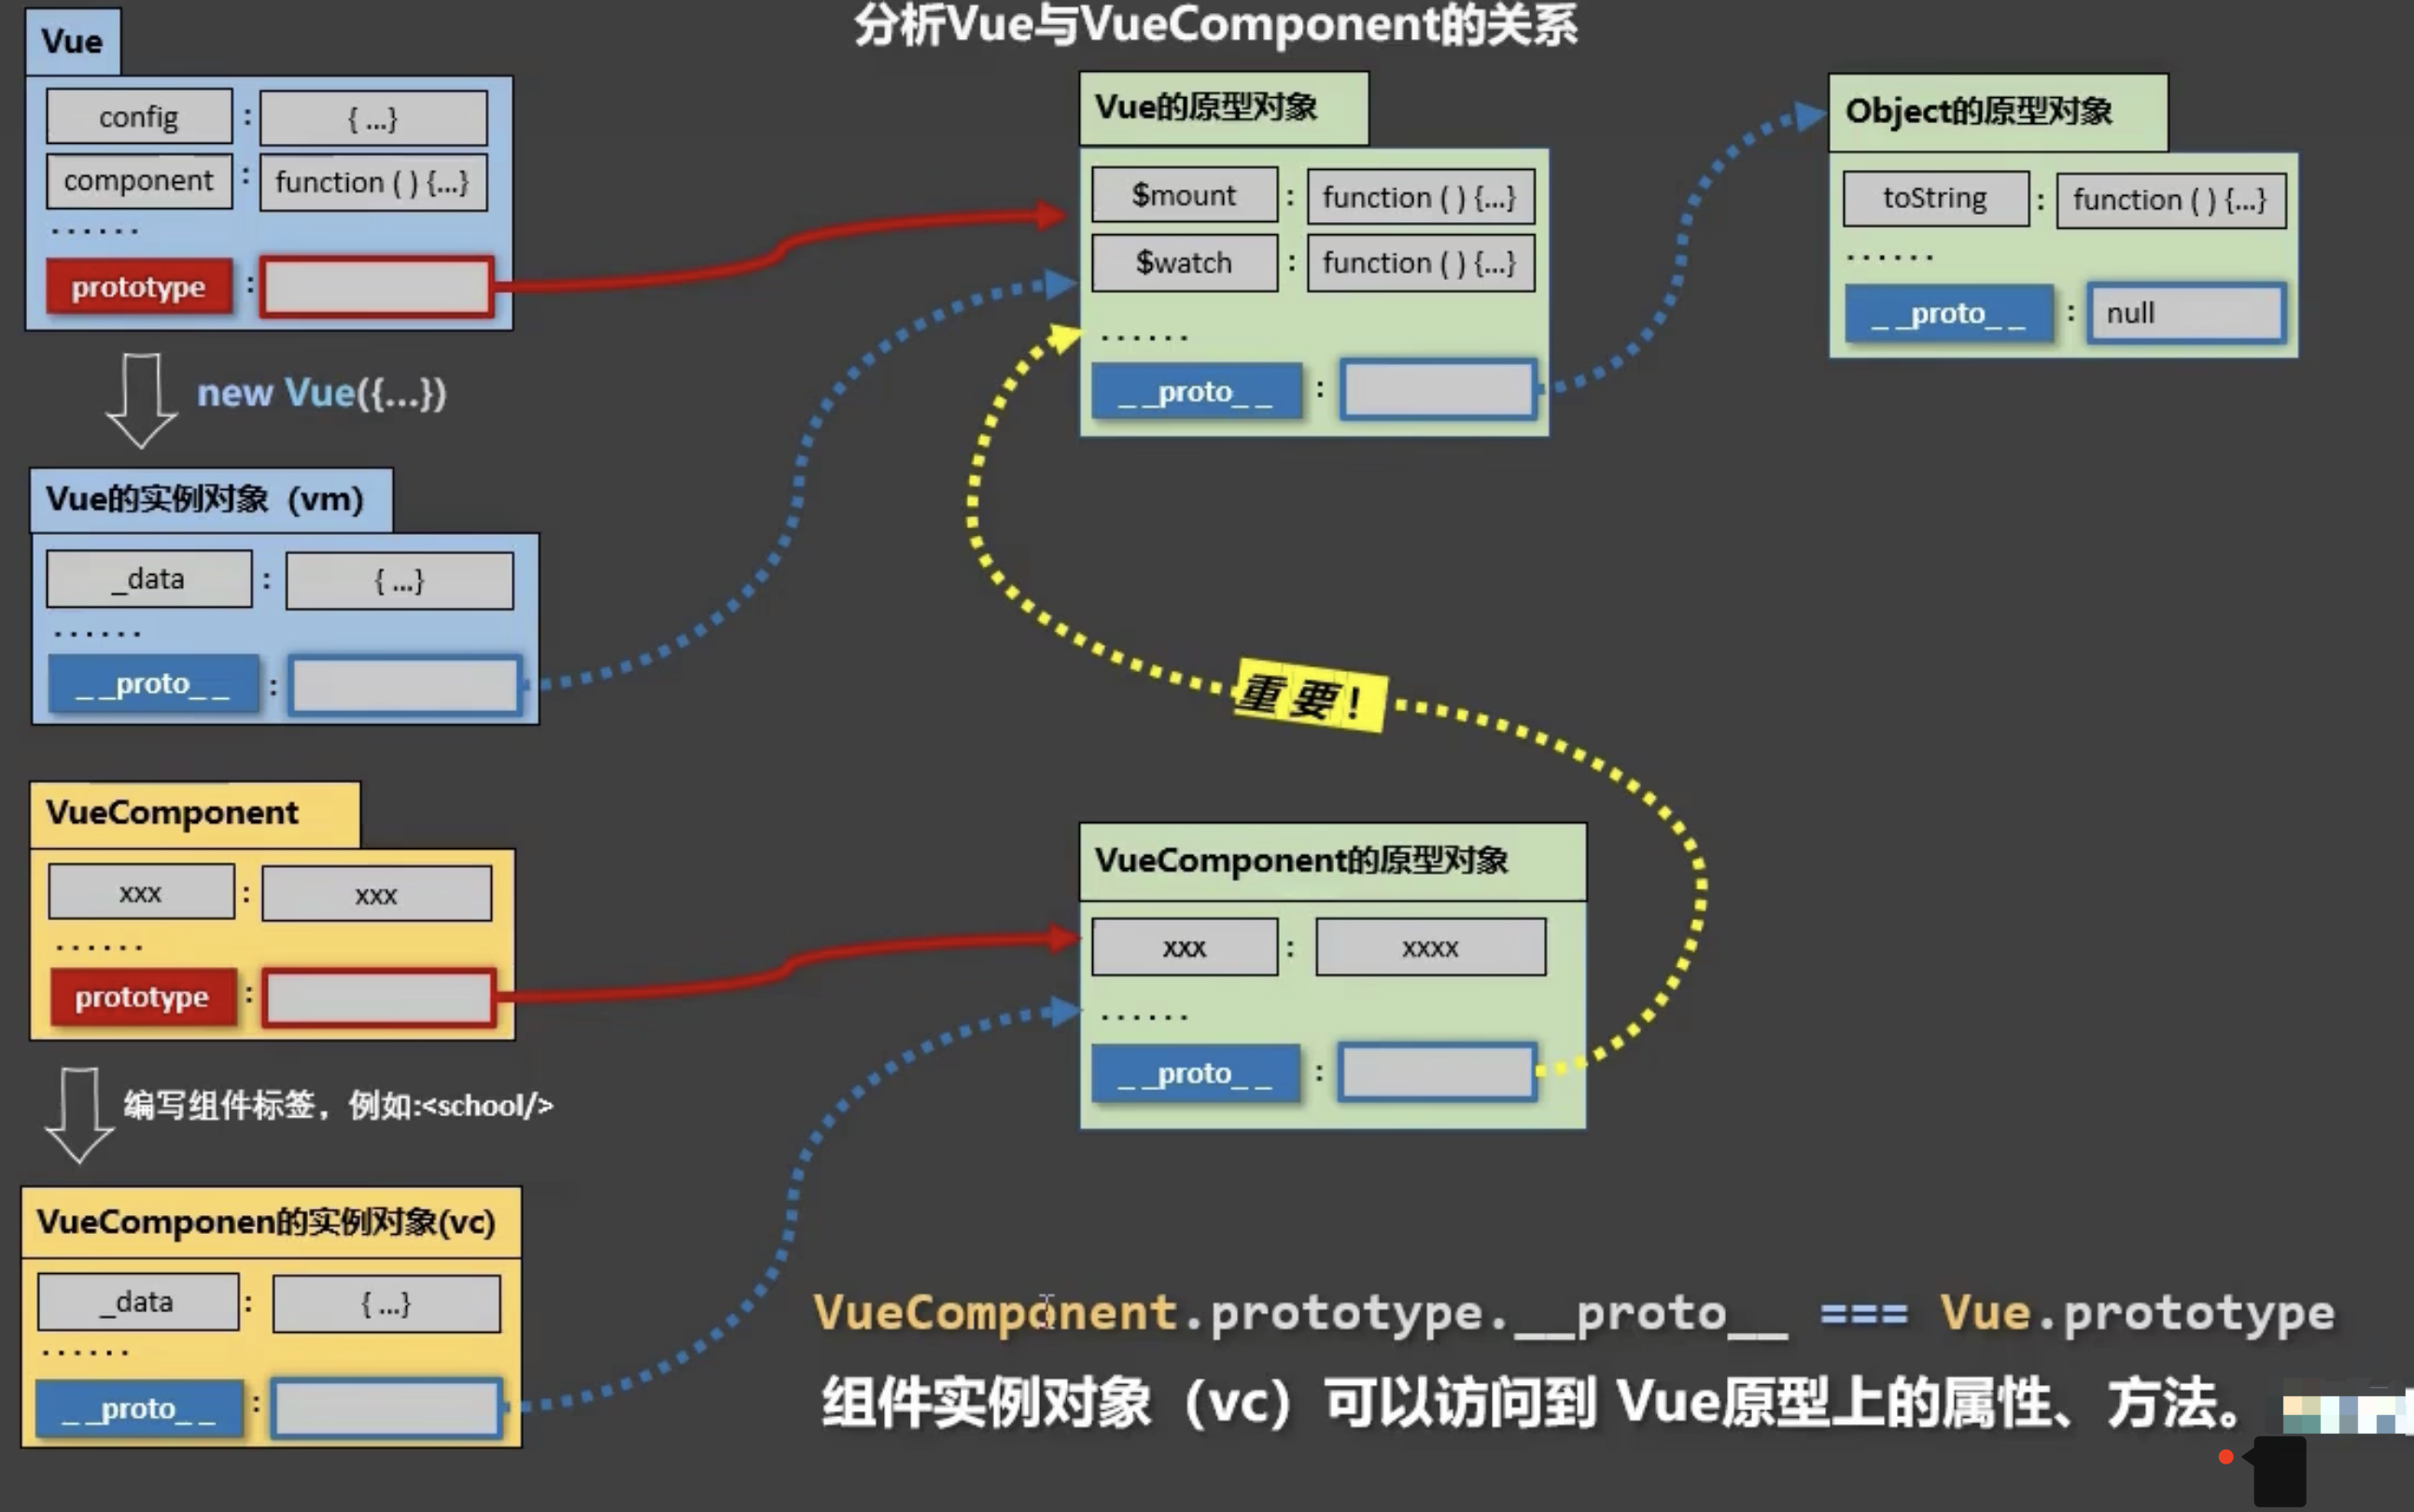 分析Vue与VueComponent的关系
Vue
config : { ...}
component : function ( ) {...}
......
prototype :
new Vue({...})
Vue的实例对象（vm）
_data : { ...}
......
_ _proto_ _ :
VueComponent
xxx : xxx
......
prototype :
编写组件标签，例如:<school/>
VueComponen的实例对象(vc)
_data : { ...}
......
_ _proto_ _ :
Vue的原型对象
$mount : function ( ) {...}
$watch : function ( ) {...}
......
_ _proto_ _ :
Object的原型对象
toString : function ( ) {...}
......
_ _proto_ _ : null
重要！
VueComponent的原型对象
xxx : xxxx
......
_ _proto_ _ :
VueComponent.prototype.__proto__ === Vue.prototype
组件实例对象（vc）可以访问到 Vue原型上的属性、方法。